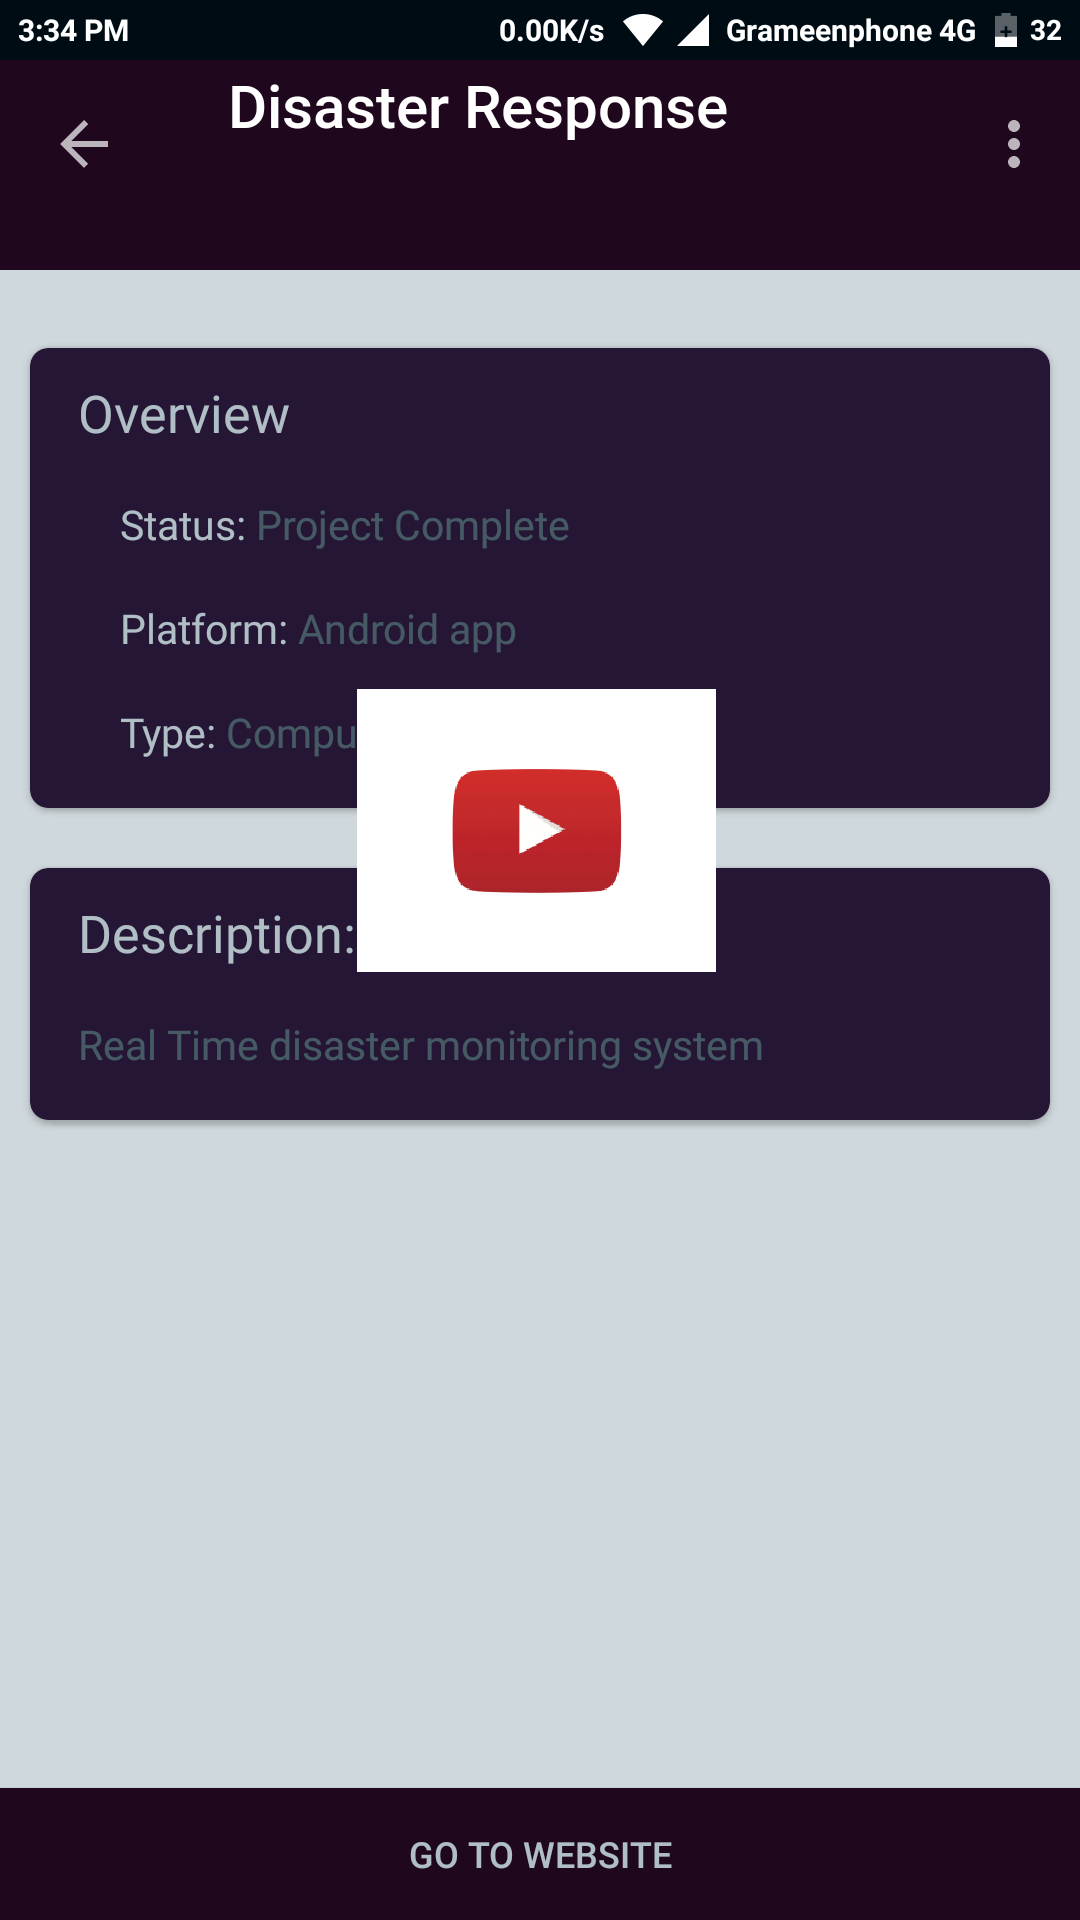 3:34 PM 0.00K/s Grameenphone 4G 32
Disaster Response
Overview
Status: Project Complete
Platform: Android app
Type: Compu
Description:
Real Time disaster monitoring system
GO TO WEBSITE